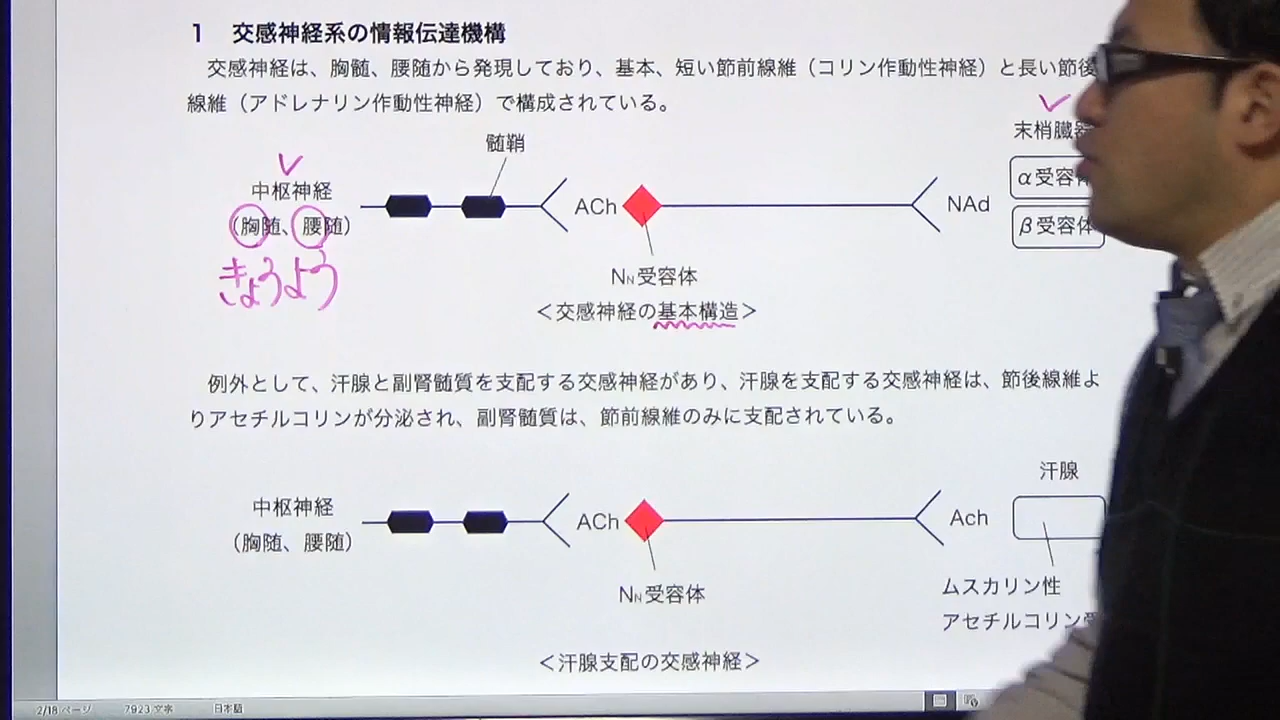 1 交感神経系の情報伝達機構
交感神経は、胸髄、腰随から発現しており、基本、短い節前線維（コリン作動性神経）と長い節後
線維（アドレナリン作動性神経）で構成されている。
髄鞘
末梢臓器
中枢神経
（胸随、腰随）
きょうよう
ACh
NAd
α受容体
β受容体
NN受容体
＜交感神経の基本構造＞
例外として、汗腺と副腎髄質を支配する交感神経があり、汗腺を支配する交感神経は、節後線維よ
りアセチルコリンが分泌され、副腎髄質は、節前線維のみに支配されている。
汗腺
中枢神経
（胸随、腰随）
ACh
Ach
NN受容体
ムスカリン性
アセチルコリン受
＜汗腺支配の交感神経＞
2/18 ページ 7923 文字 日本語